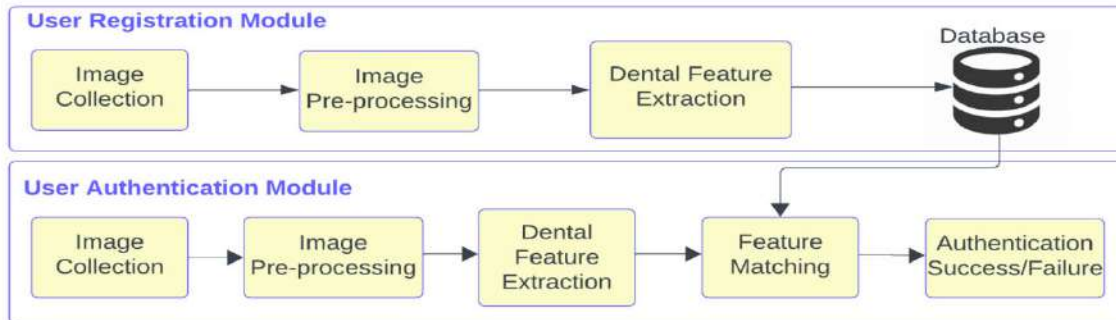 User Registration Module
Database
Image
Collection
Image
Pre-processing
Dental Feature
Extraction
User Authentication Module
Image
Collection
Image
Pre-processing
Dental
Feature
Extraction
Feature
Matching
Authentication
Success/Failure